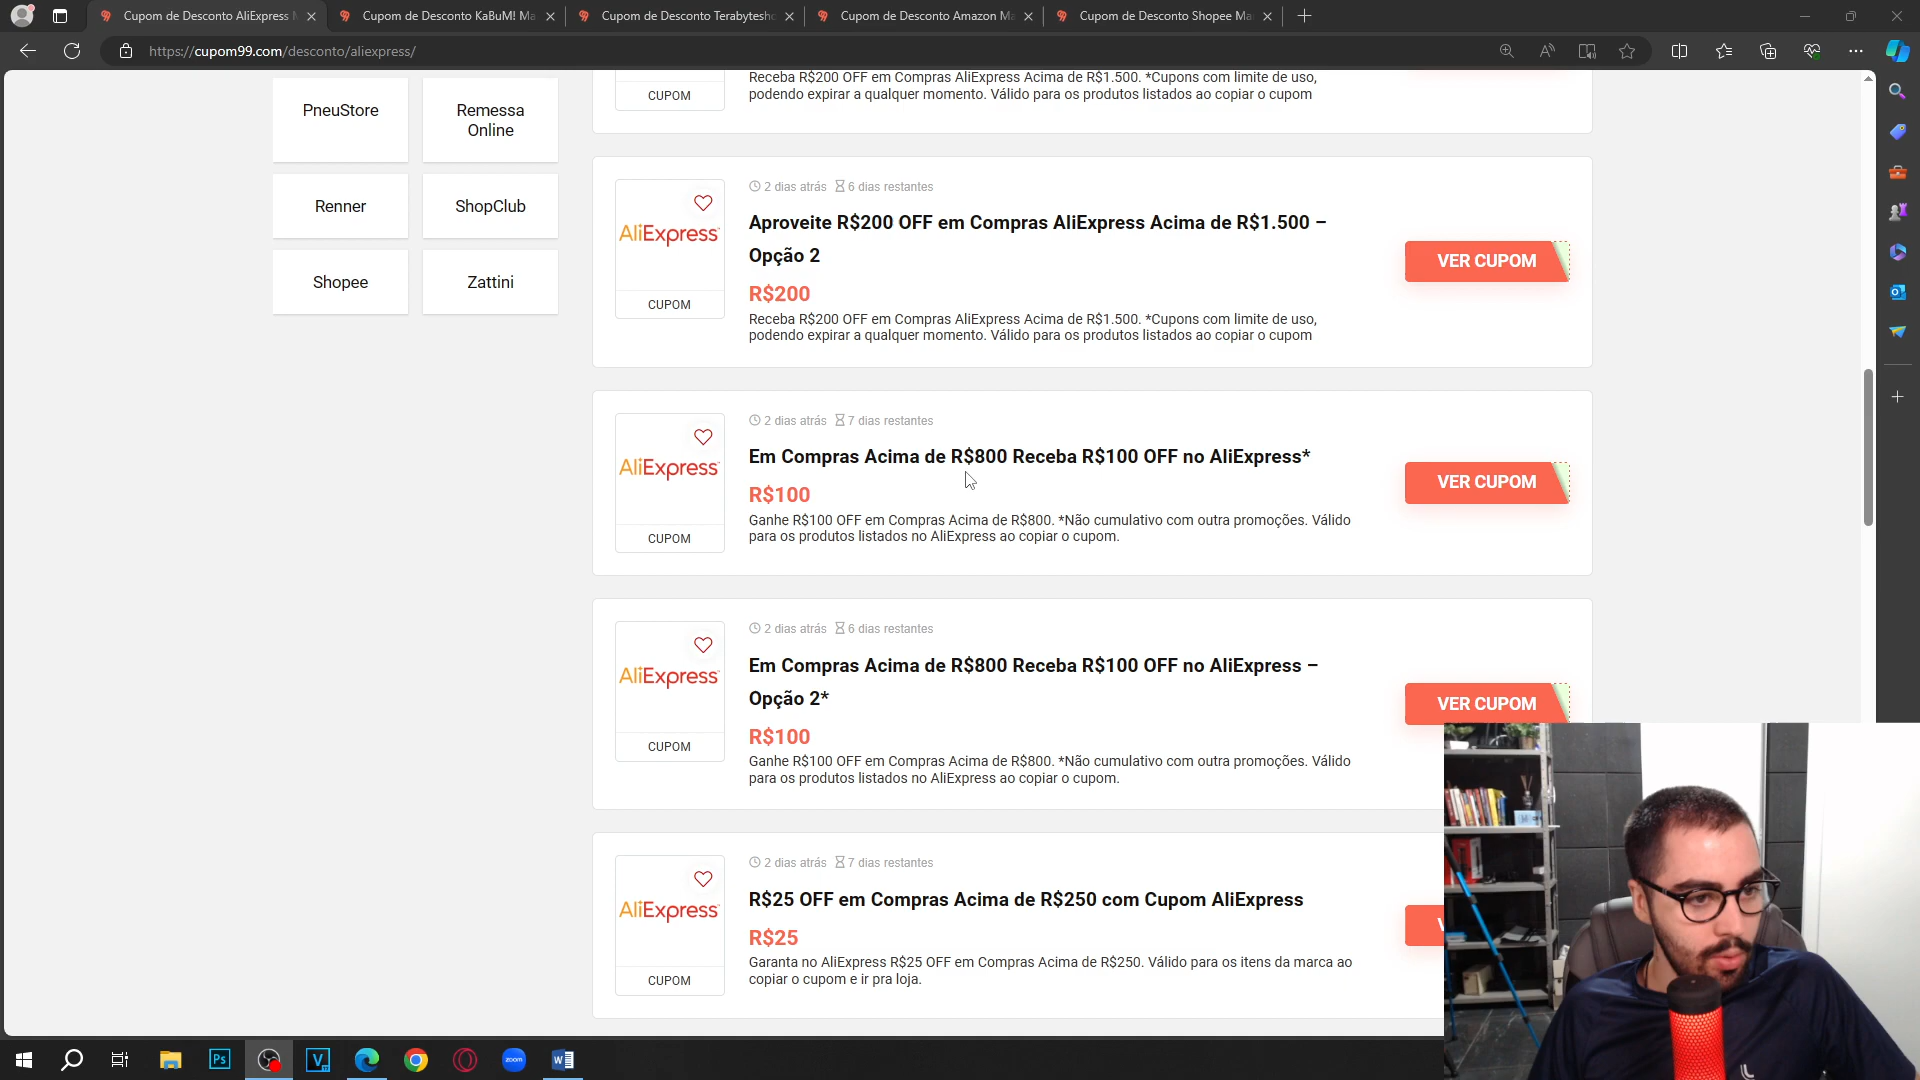 Cupom de Desconto AliExpress
Cupom de Desconto KaBuM! Ma
Cupom de Desconto Terabytesho
Cupom de Desconto Amazon Ma
Cupom de Desconto Shopee Ma
https://cupom99.com/desconto/aliexpress/
PneuStore
Remessa
Online
Renner
ShopClub
Shopee
Zattini
CUPOM
Receba R$200 OFF em Compras AliExpress Acima de R$1.500. *Cupons com limite de uso,
podendo expirar a qualquer momento. Válido para os produtos listados ao copiar o cupom
AliExpress
CUPOM
2 dias atrás 6 dias restantes
Aproveite R$200 OFF em Compras AliExpress Acima de R$1.500 –
Opção 2
R$200
Receba R$200 OFF em Compras AliExpress Acima de R$1.500. *Cupons com limite de uso,
podendo expirar a qualquer momento. Válido para os produtos listados ao copiar o cupom
VER CUPOM
AliExpress
CUPOM
2 dias atrás 7 dias restantes
Em Compras Acima de R$800 Receba R$100 OFF no AliExpress*
R$100
Ganhe R$100 OFF em Compras Acima de R$800. *Não cumulativo com outra promoções. Válido
para os produtos listados no AliExpress ao copiar o cupom.
VER CUPOM
AliExpress
CUPOM
2 dias atrás 6 dias restantes
Em Compras Acima de R$800 Receba R$100 OFF no AliExpress –
Opção 2*
R$100
Ganhe R$100 OFF em Compras Acima de R$800. *Não cumulativo com outra promoções. Válido
para os produtos listados no AliExpress ao copiar o cupom.
VER CUPOM
AliExpress
CUPOM
2 dias atrás 7 dias restantes
R$25 OFF em Compras Acima de R$250 com Cupom AliExpress
R$25
Garanta no AliExpress R$25 OFF em Compras Acima de R$250. Válido para os itens da marca ao
copiar o cupom e ir pra loja.
Ps
V
zoom
W